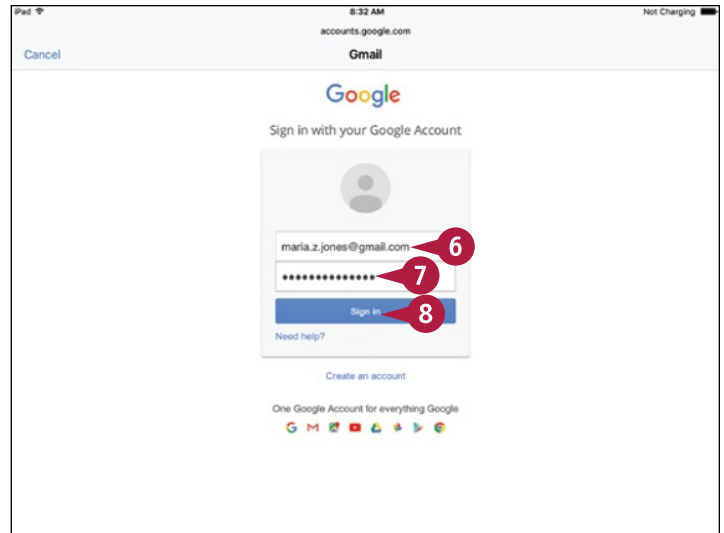 iPad 8:32 AM Not Charging
accounts.google.com
Cancel Gmail
Google
Sign in with your Google Account
maria.z.jones@gmail.com 6
•••••••••••••• 7
Sign in 8
Need help?
Create an account
One Google Account for everything Google